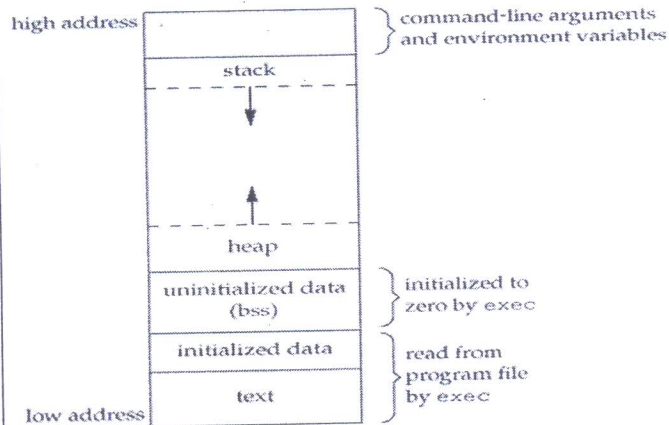 high address
command-line arguments
and environment variables
stack
heap
uninitialized data
(bss)
initialized to
zero by exec
initialized data
read from
program file
by exec
text
low address